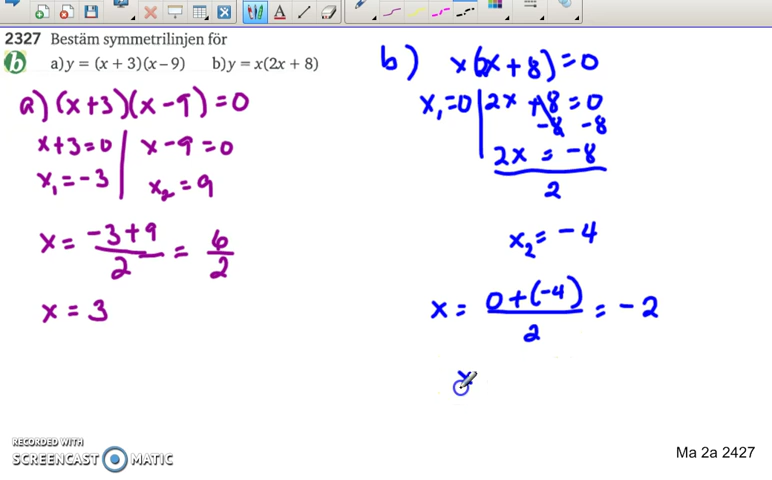 2327 Bestäm symmetrilinjen för
b a) y = (x + 3)(x − 9) b) y = x(2x + 8)
a) (x+3)(x−9)=0
x+3=0 | x−9=0
x₁=−3 | x₂=9
x = (−3+9)/2 = 6/2
x = 3
b) x(2x+8)=0
x₁=0 | 2x+8=0
−8 −8
2x = −8
2
x₂ = −4
x = (0+(−4))/2 = −2
x
RECORDED WITH
SCREENCAST O MATIC
Ma 2a 2427